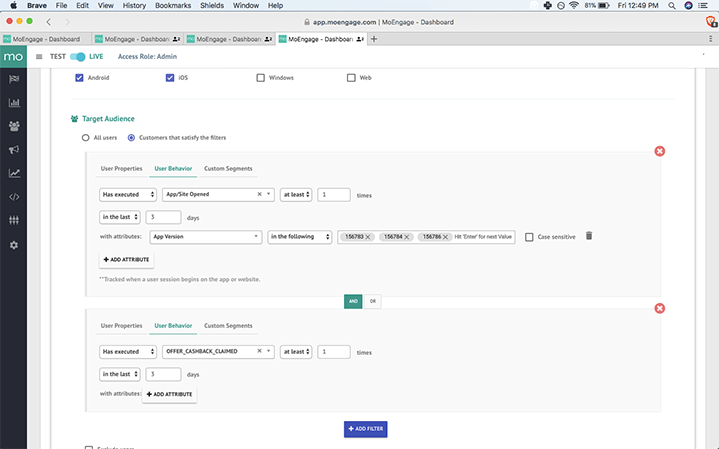 Brave File Edit View History Bookmarks Shields Window Help 81% Fri 12:49 PM
app.moengage.com | MoEngage - Dashboard
MoEngage - Dashboard MoEngage - Dashboard MoEngage - Dashboard MoEngage - Dashboard
mo TEST LIVE Access Role: Admin
Android iOS Windows Web
Target Audience
All users Customers that satisfy the filters
User Properties User Behavior Custom Segments
Has executed App/Site Opened at least 1 times
in the last 3 days
with attributes: App Version in the following 156783 156784 156786 Hit 'Enter' for next Value Case sensitive
+ ADD ATTRIBUTE
**Tracked when a user session begins on the app or website.
AND OR
User Properties User Behavior Custom Segments
Has executed OFFER_CASHBACK_CLAIMED at least 1 times
in the last 3 days
with attributes: + ADD ATTRIBUTE
+ ADD FILTER
Exclude users